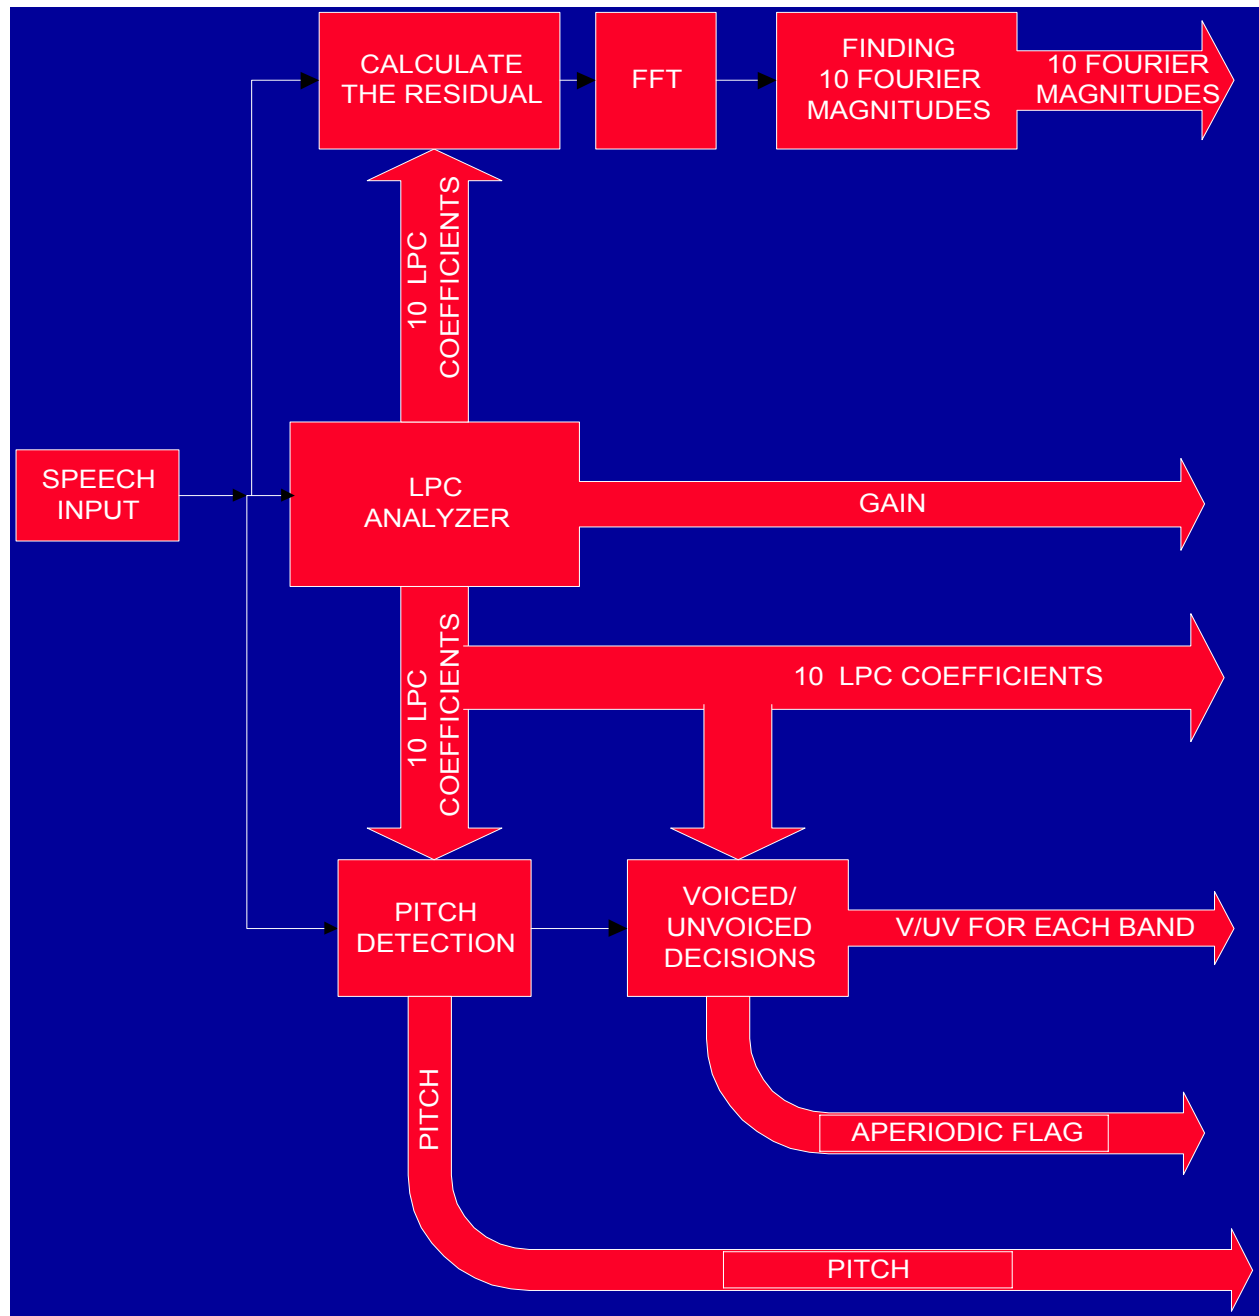 CALCULATE
THE RESIDUAL
FFT
FINDING
10 FOURIER
MAGNITUDES
10 FOURIER
MAGNITUDES
10 LPC
COEFFICIENTS
SPEECH
INPUT
LPC
ANALYZER
GAIN
10 LPC
COEFFICIENTS
10 LPC COEFFICIENTS
PITCH
DETECTION
VOICED/
UNVOICED
DECISIONS
V/UV FOR EACH BAND
PITCH
APERIODIC FLAG
PITCH